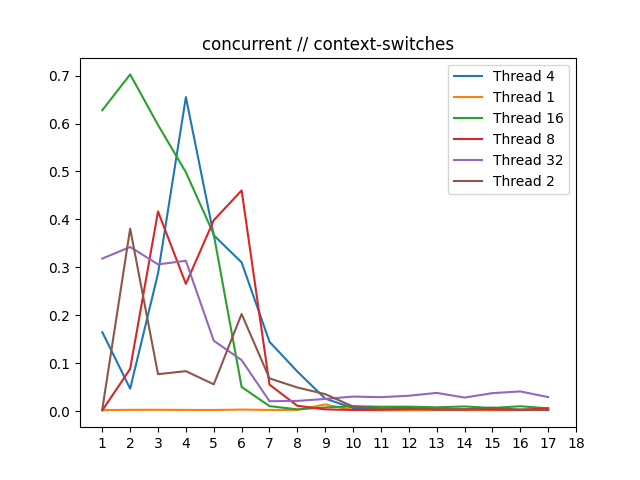 concurrent // context-switches
0.7
0.6
0.5
0.4
0.3
0.2
0.1
0.0
Thread 4
Thread 1
Thread 16
Thread 8
Thread 32
Thread 2
1 2 3 4 5 6 7 8 9 10 11 12 13 14 15 16 17 18